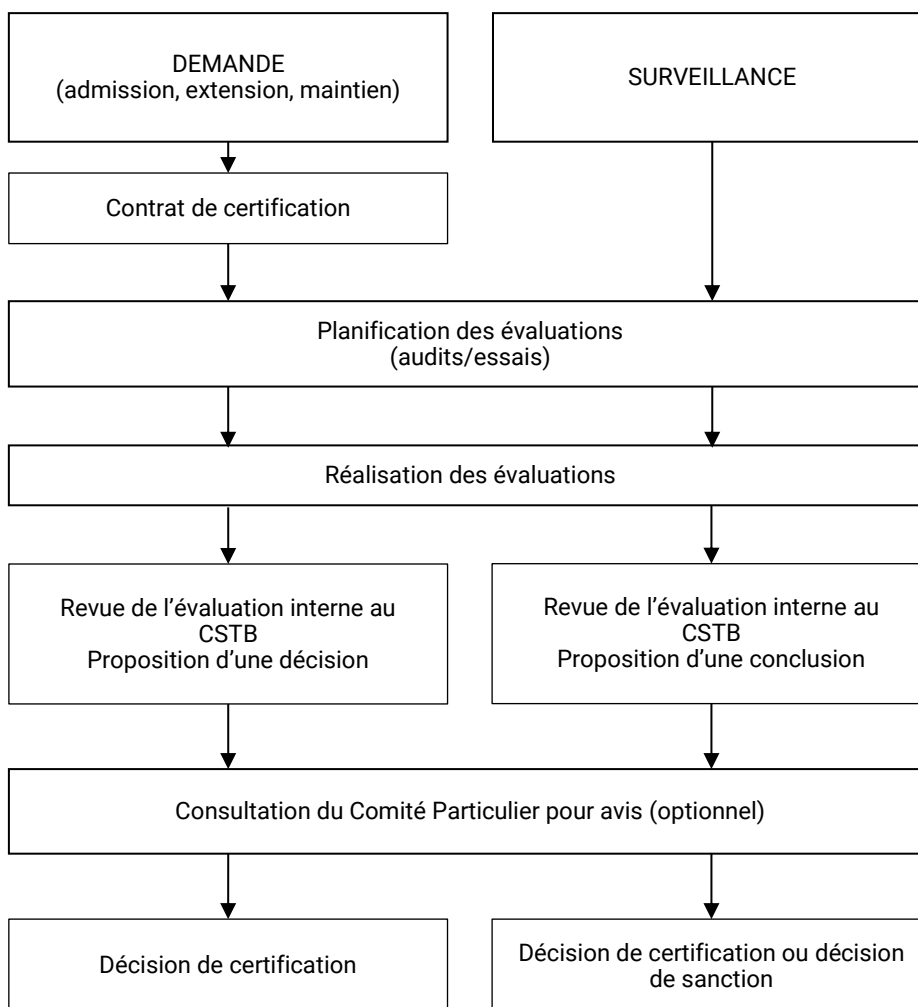 DEMANDE
(admission, extension, maintien)
SURVEILLANCE
Contrat de certification
Planification des évaluations
(audits/essais)
Réalisation des évaluations
Revue de l’évaluation interne au
CSTB
Proposition d’une décision
Revue de l’évaluation interne au
CSTB
Proposition d’une conclusion
Consultation du Comité Particulier pour avis (optionnel)
Décision de certification
Décision de certification ou décision
de sanction